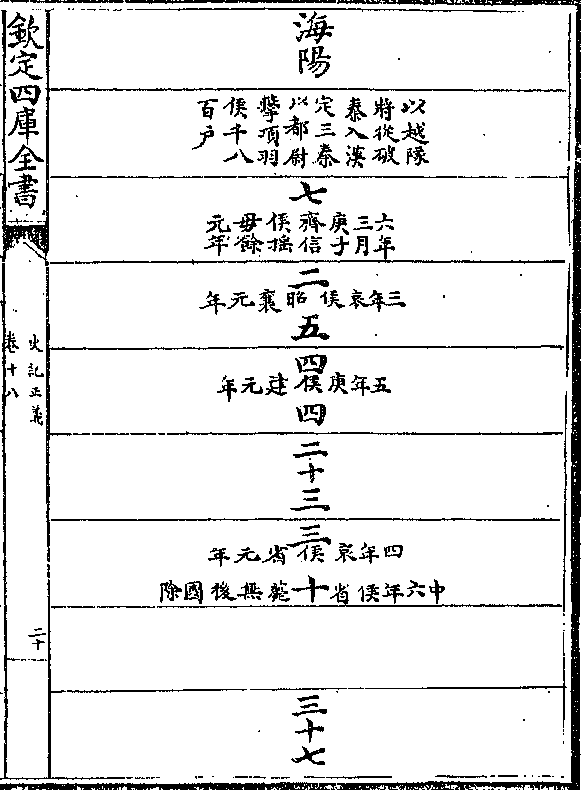 海陽
以越隊
將從破
秦入漢
定三秦
以都尉
擊項羽
侯千八
百户
七
六年
三月
庚子
齊信
侯揺
毋餘
元年
二
三年哀侯昭襄元年
五
四
五年庚侯建元年
四
二十三
三
四年哀侯省元年
十
中六年侯省薨無後國除
三十七
欽定四庫全書
史記正義
卷十八
二十